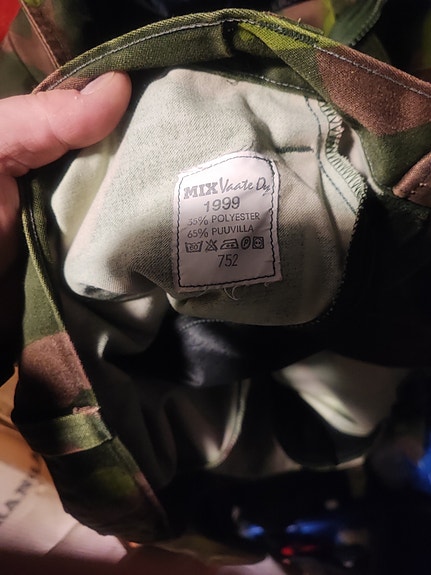 MIX Vaate Oy
1999
35% POLYESTER
65% PUUVILLA
752